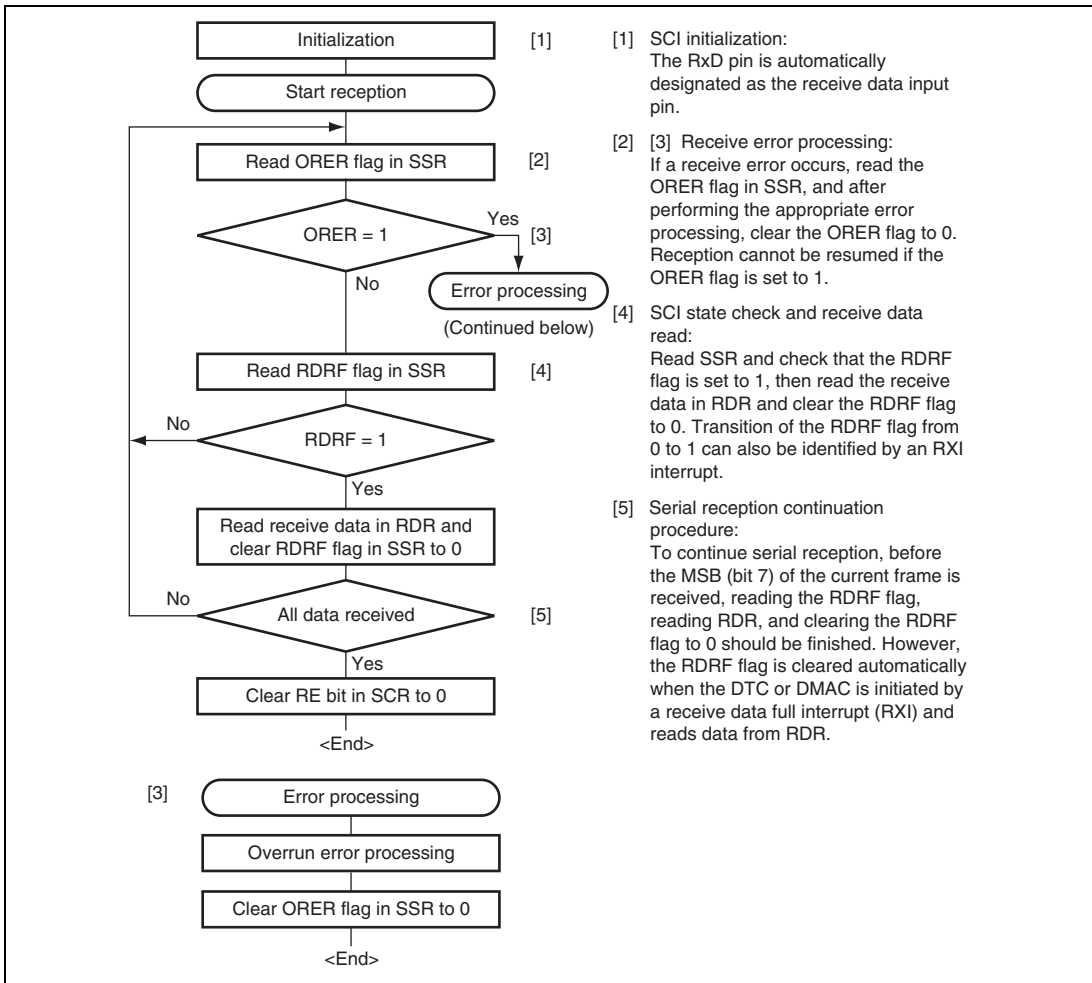 Initialization
[1]
Start reception
Read ORER flag in SSR
[2]
ORER = 1
Yes
[3]
No
Error processing
(Continued below)
Read RDRF flag in SSR
[4]
No
RDRF = 1
Yes
Read receive data in RDR and
clear RDRF flag in SSR to 0
No
All data received
[5]
Yes
Clear RE bit in SCR to 0
<End>
[3]
Error processing
Overrun error processing
Clear ORER flag in SSR to 0
<End>
[1] SCI initialization:
The RxD pin is automatically
designated as the receive data input
pin.
[2] [3] Receive error processing:
If a receive error occurs, read the
ORER flag in SSR, and after
performing the appropriate error
processing, clear the ORER flag to 0.
Reception cannot be resumed if the
ORER flag is set to 1.
[4] SCI state check and receive data
read:
Read SSR and check that the RDRF
flag is set to 1, then read the receive
data in RDR and clear the RDRF flag
to 0. Transition of the RDRF flag from
0 to 1 can also be identified by an RXI
interrupt.
[5] Serial reception continuation
procedure:
To continue serial reception, before
the MSB (bit 7) of the current frame is
received, reading the RDRF flag,
reading RDR, and clearing the RDRF
flag to 0 should be finished. However,
the RDRF flag is cleared automatically
when the DTC or DMAC is initiated by
a receive data full interrupt (RXI) and
reads data from RDR.